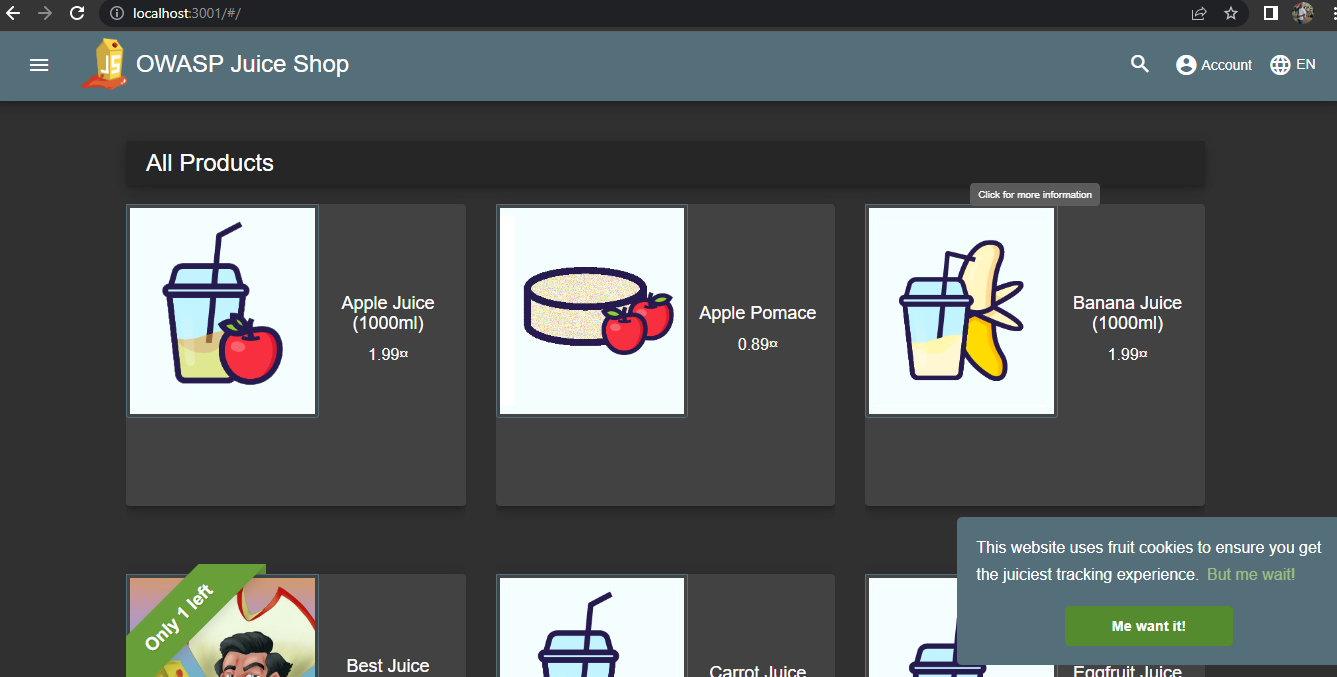 localhost:3001/#/
JS
OWASP Juice Shop
Account
EN
All Products
Click for more information
Apple Juice
(1000ml)
1.99¤
Apple Pomace
0.89¤
Banana Juice
(1000ml)
1.99¤
Only 1 left
Best Juice
Carrot Juice
Eggfruit Juice
This website uses fruit cookies to ensure you get
the juiciest tracking experience. But me wait!
Me want it!